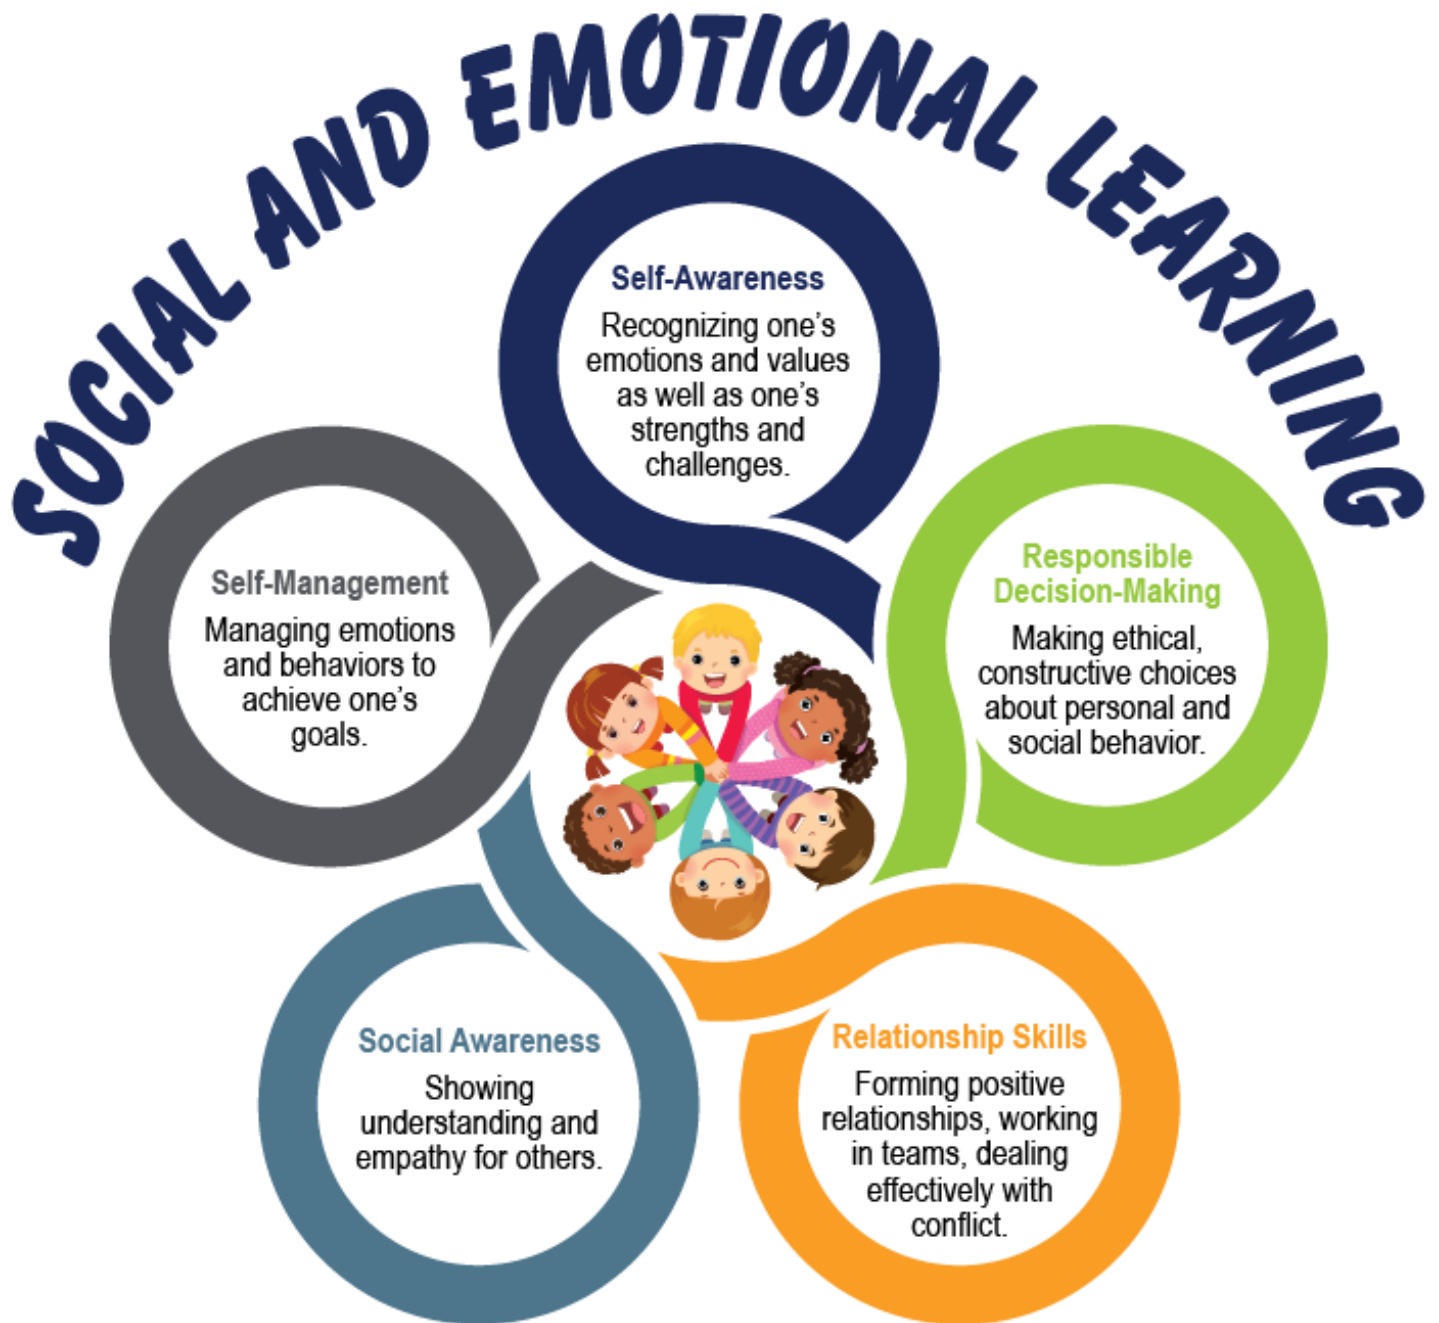 SOCIAL AND EMOTIONAL LEARNING
Self-Awareness
Recognizing one’s
emotions and values
as well as one’s
strengths and
challenges.
Responsible
Decision-Making
Making ethical,
constructive choices
about personal and
social behavior.
Relationship Skills
Forming positive
relationships, working
in teams, dealing
effectively with
conflict.
Social Awareness
Showing
understanding and
empathy for others.
Self-Management
Managing emotions
and behaviors to
achieve one’s
goals.